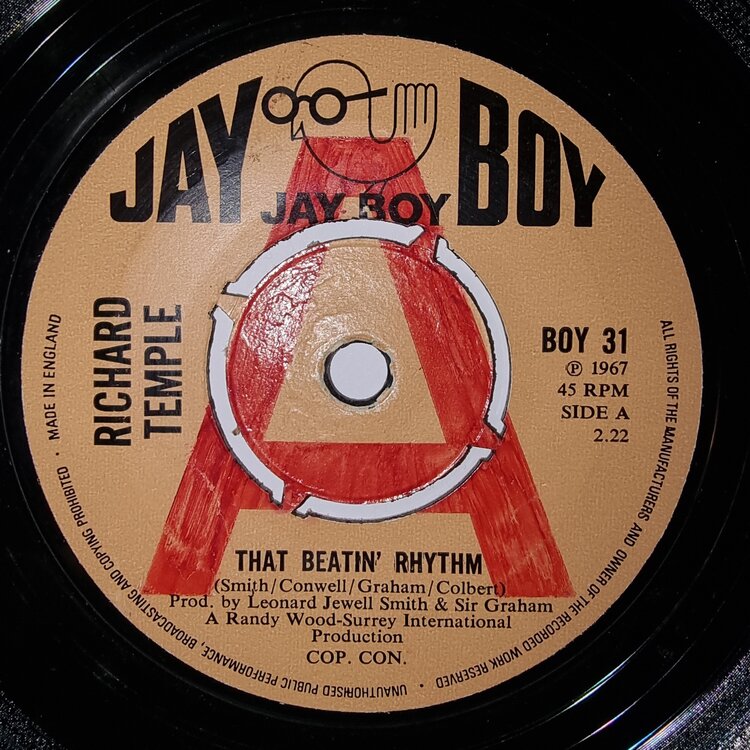 JAY BOY
JAY BOY
A
RICHARD
TEMPLE
BOY 31
℗ 1967
45 RPM
SIDE A
2.22
THAT BEATIN' RHYTHM
(Smith/Conwell/Graham/Colbert)
Prod. by Leonard Jewell Smith & Sir Graham
A Randy Wood-Surrey International
Production
COP. CON.
ALL RIGHTS OF THE MANUFACTURERS AND OWNER OF THE RECORDED WORK RESERVED • UNAUTHORISED PUBLIC PERFORMANCE, BROADCASTING AND COPYING PROHIBITED • MADE IN ENGLAND